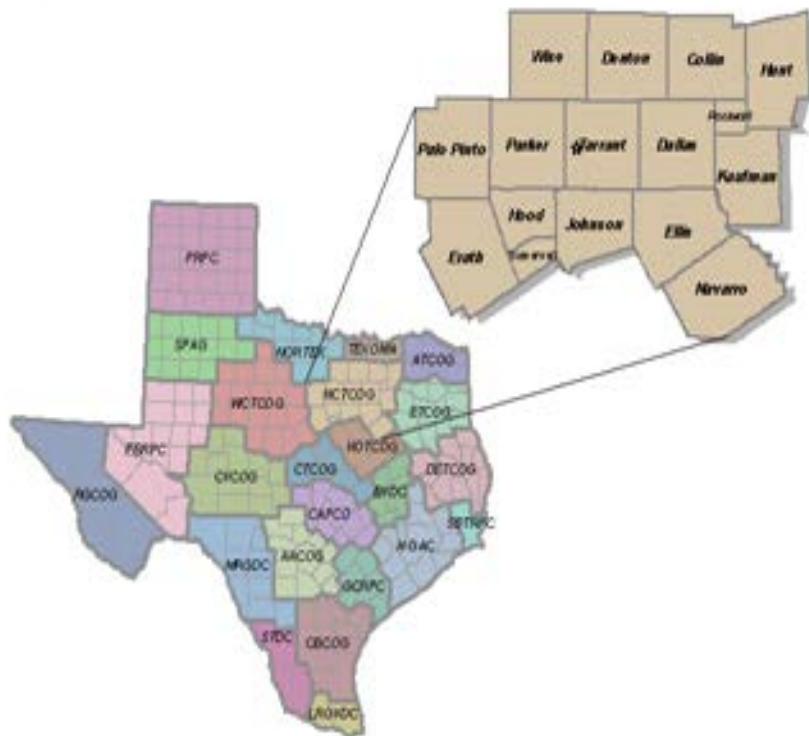 Wise
Denton
Collin
Hunt
Rockwall
Palo Pinto
Parker
Tarrant
Dallas
Kaufman
Hood
Johnson
Ellis
Erath
Somervell
Navarro
PRPC
SPAG
NORTEX
TEXOMA
ATCOG
WCTCOG
NCTCOG
ETCOG
PBRPC
HOTCOG
RGCOG
CVCOG
CTCOG
BVDC
DETCOG
CAPCO
SETRPC
MRGDC
AACOG
HGAC
GCRPC
STDC
CBCOG
LRGVDC